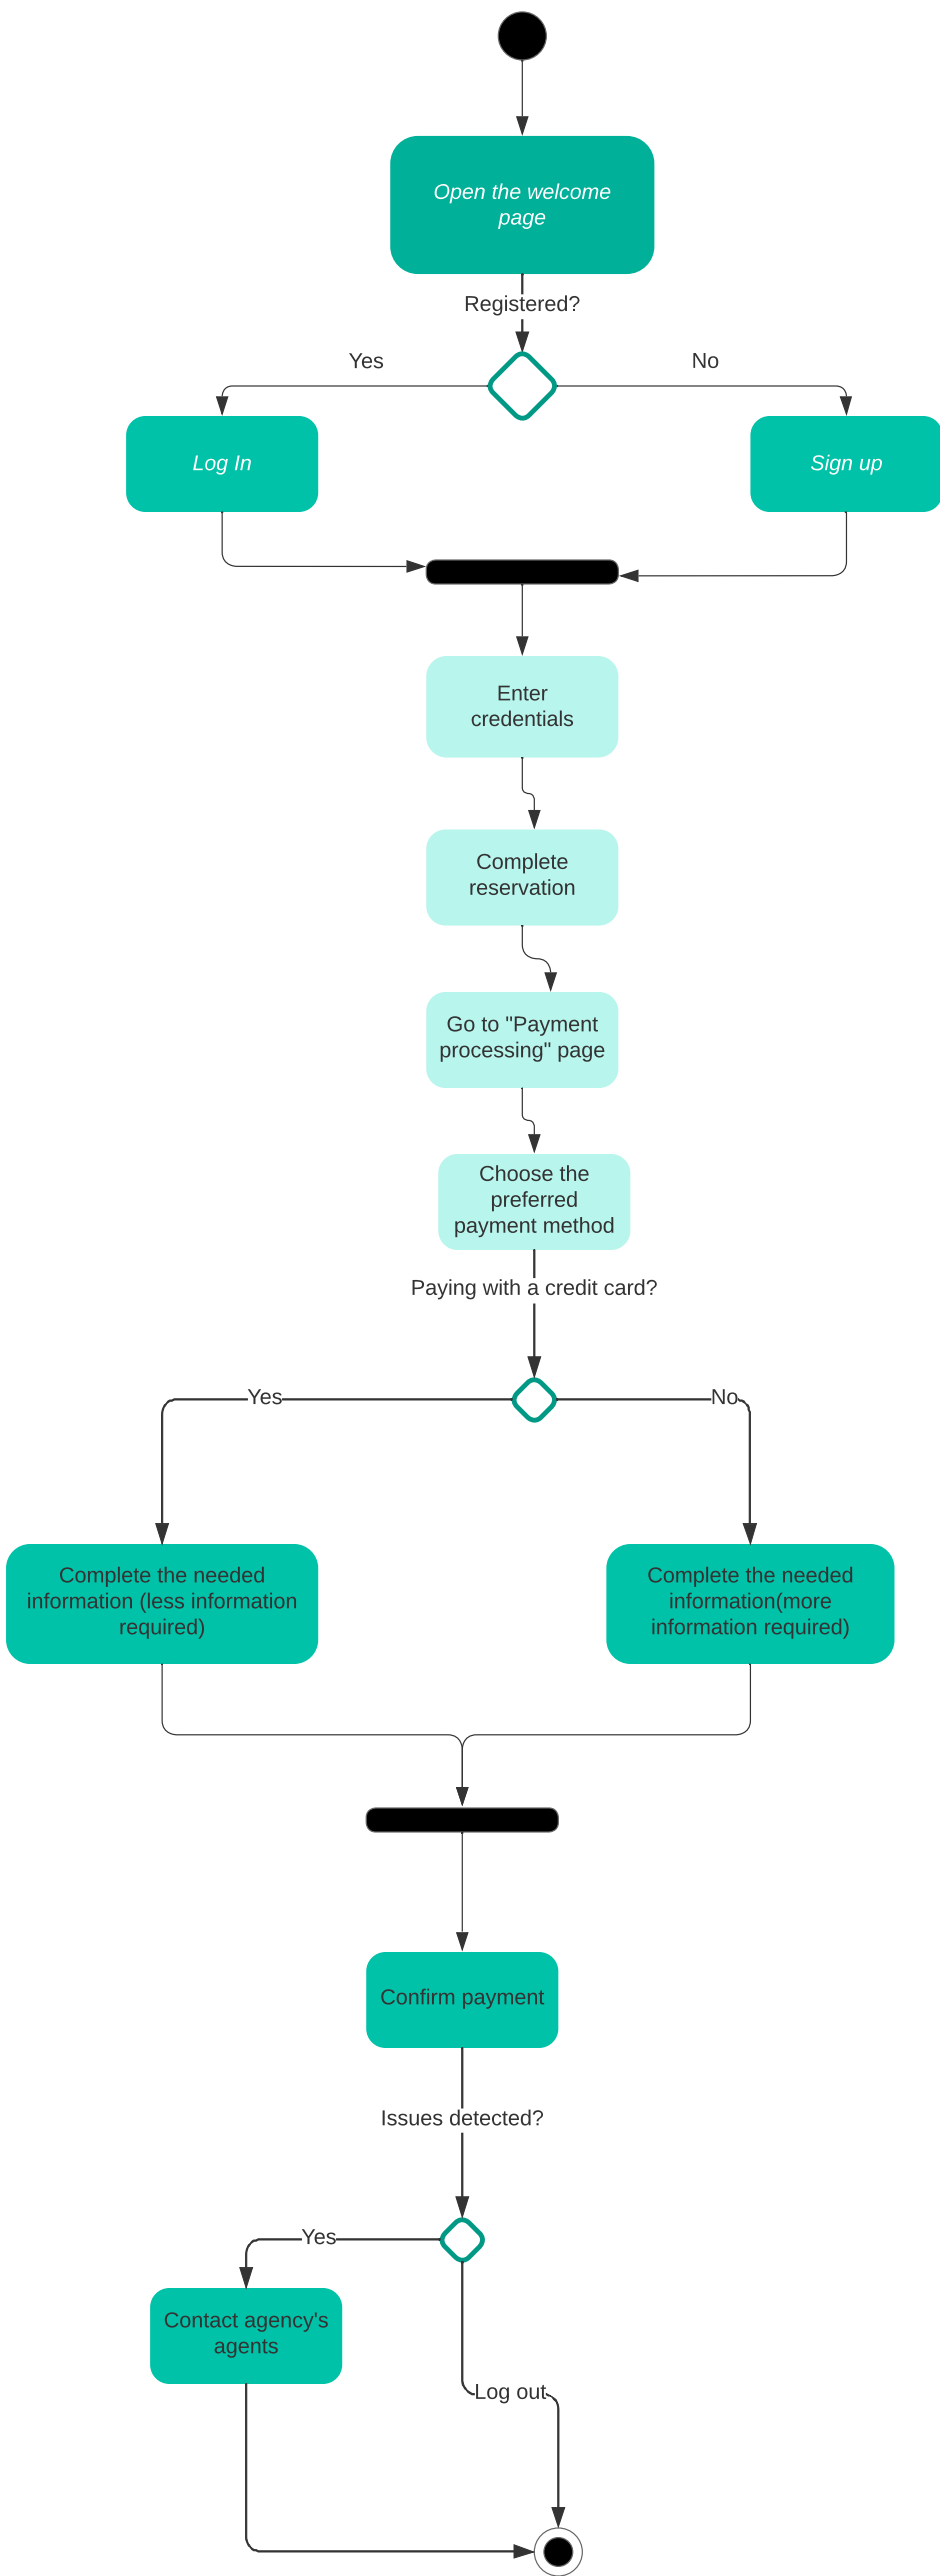 Open the welcome
page
Registered?
Yes
No
Log In
Sign up
Enter
credentials
Complete
reservation
Go to "Payment
processing" page
Choose the
preferred
payment method
Paying with a credit card?
Yes
No
Complete the needed
information (less information
required)
Complete the needed
information(more
information required)
Confirm payment
Issues detected?
Yes
Contact agency's
agents
Log out